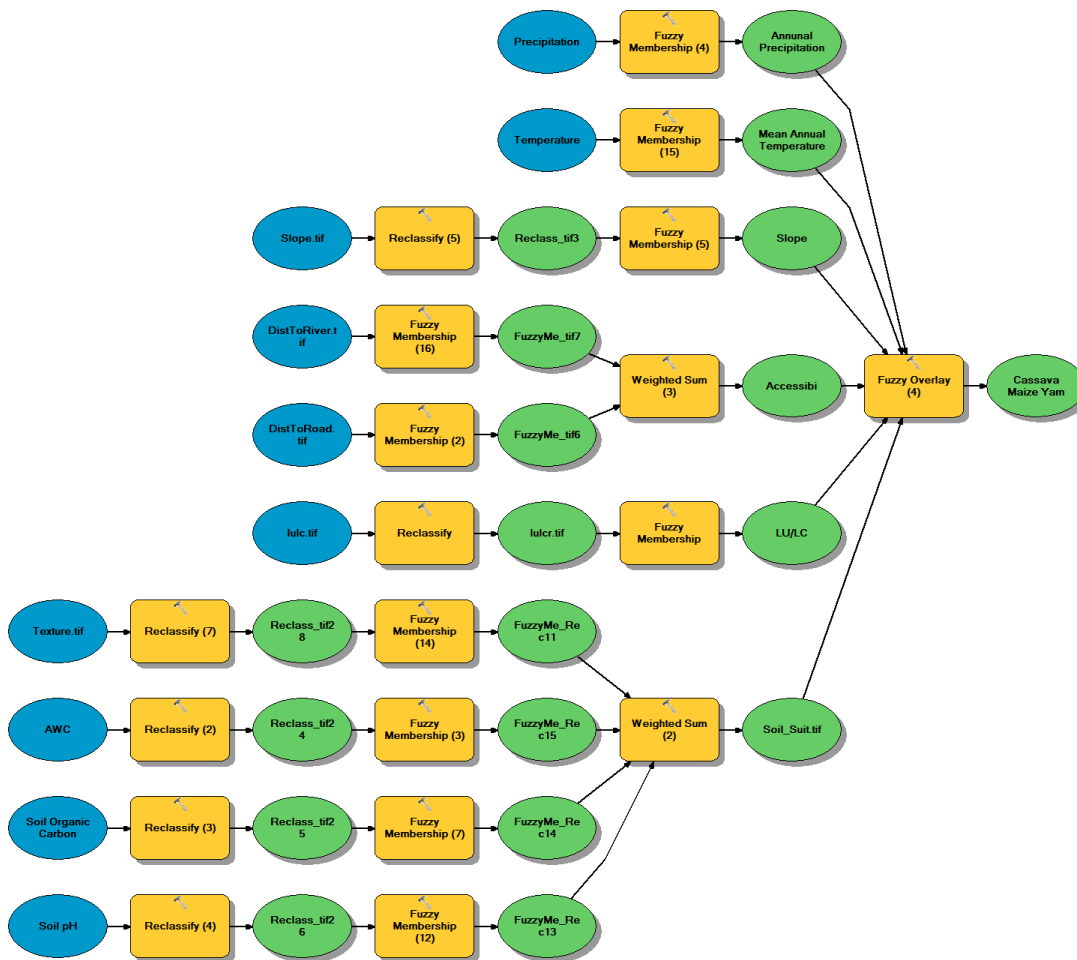 Precipitation
Fuzzy
Membership (4)
Annunal
Precipitation
Temperature
Fuzzy
Membership
(15)
Mean Annual
Temperature
Slope.tif
Reclassify (5)
Reclass_tif3
Fuzzy
Membership (5)
Slope
DistToRiver.t
if
Fuzzy
Membership
(16)
FuzzyMe_tif7
Weighted Sum
(3)
Accessibi
Fuzzy Overlay
(4)
Cassava
Maize Yam
DistToRoad.
tif
Fuzzy
Membership (2)
FuzzyMe_tif6
lulc.tif
Reclassify
lulcr.tif
Fuzzy
Membership
LU/LC
Texture.tif
Reclassify (7)
Reclass_tif2
8
Fuzzy
Membership
(14)
FuzzyMe_Re
c11
AWC
Reclassify (2)
Reclass_tif2
4
Fuzzy
Membership (3)
FuzzyMe_Re
c15
Weighted Sum
(2)
Soil_Suit.tif
Soil Organic
Carbon
Reclassify (3)
Reclass_tif2
5
Fuzzy
Membership (7)
FuzzyMe_Re
c14
Soil pH
Reclassify (4)
Reclass_tif2
6
Fuzzy
Membership
(12)
FuzzyMe_Re
c13